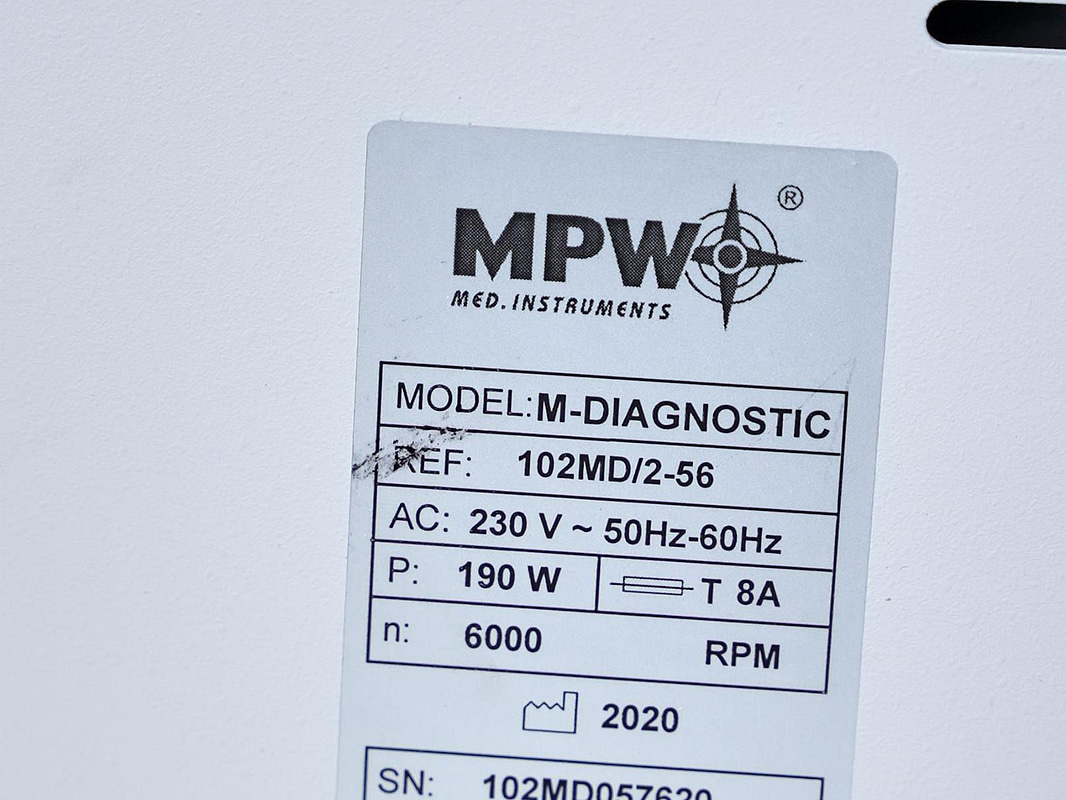 MPW ®
MED. INSTRUMENTS
MODEL: M-DIAGNOSTIC
REF: 102MD/2-56
AC: 230 V ~ 50Hz-60Hz
P: 190 W T 8A
n: 6000 RPM
2020
SN: 102MD057620